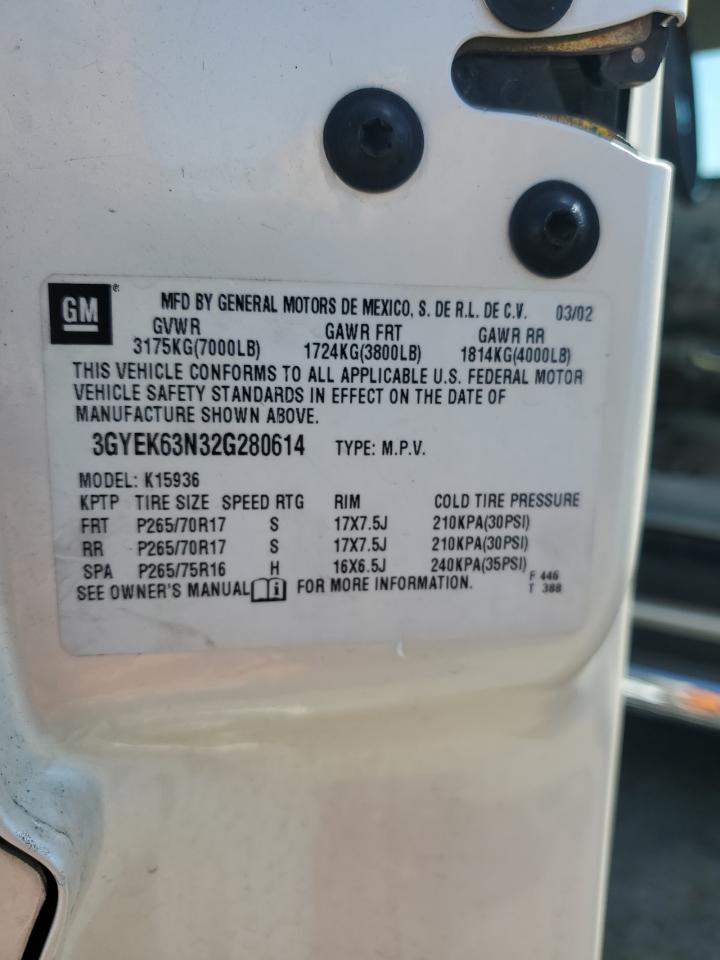 GM ®
MFD BY GENERAL MOTORS DE MEXICO, S. DE R.L. DE C.V. 03/02
GVWR GAWR FRT GAWR RR
3175KG(7000LB) 1724KG(3800LB) 1814KG(4000LB)
THIS VEHICLE CONFORMS TO ALL APPLICABLE U.S. FEDERAL MOTOR
VEHICLE SAFETY STANDARDS IN EFFECT ON THE DATE OF
MANUFACTURE SHOWN ABOVE.
3GYEK63N32G280614 TYPE: M.P.V.
MODEL: K15936
KPTP TIRE SIZE SPEED RTG RIM COLD TIRE PRESSURE
FRT P265/70R17 S 17X7.5J 210KPA(30PSI)
RR P265/70R17 S 17X7.5J 210KPA(30PSI)
SPA P265/75R16 H 16X6.5J 240KPA(35PSI)
SEE OWNER'S MANUAL i FOR MORE INFORMATION. F 446
T 388